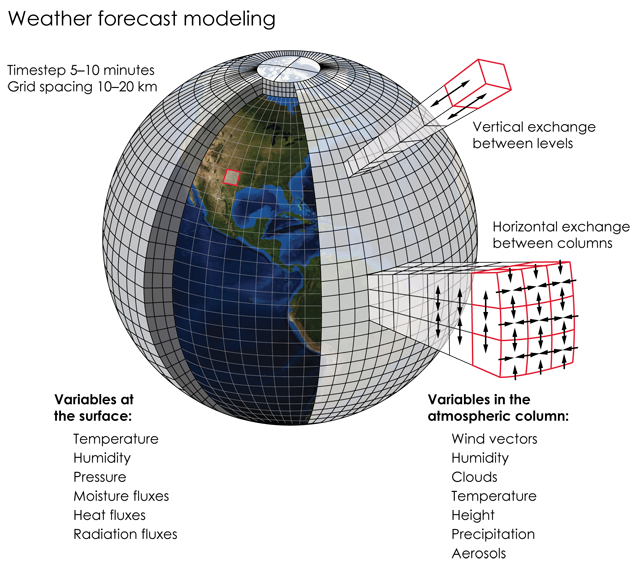 Weather forecast modeling
Timestep 5–10 minutes
Grid spacing 10–20 km
Vertical exchange
between levels
Horizontal exchange
between columns
Variables at
the surface:
Temperature
Humidity
Pressure
Moisture fluxes
Heat fluxes
Radiation fluxes
Variables in the
atmospheric column:
Wind vectors
Humidity
Clouds
Temperature
Height
Precipitation
Aerosols